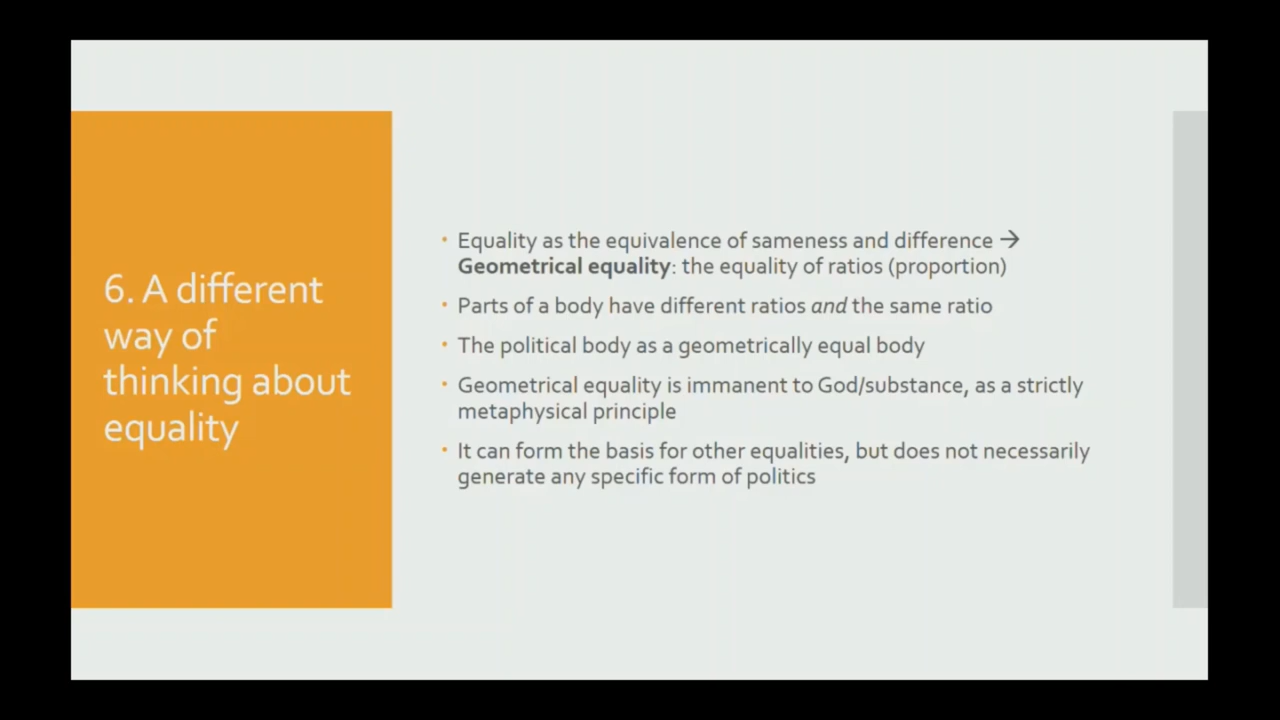 6. A different
way of
thinking about
equality
• Equality as the equivalence of sameness and difference →
Geometrical equality: the equality of ratios (proportion)
• Parts of a body have different ratios and the same ratio
• The political body as a geometrically equal body
• Geometrical equality is immanent to God/substance, as a strictly
metaphysical principle
• It can form the basis for other equalities, but does not necessarily
generate any specific form of politics